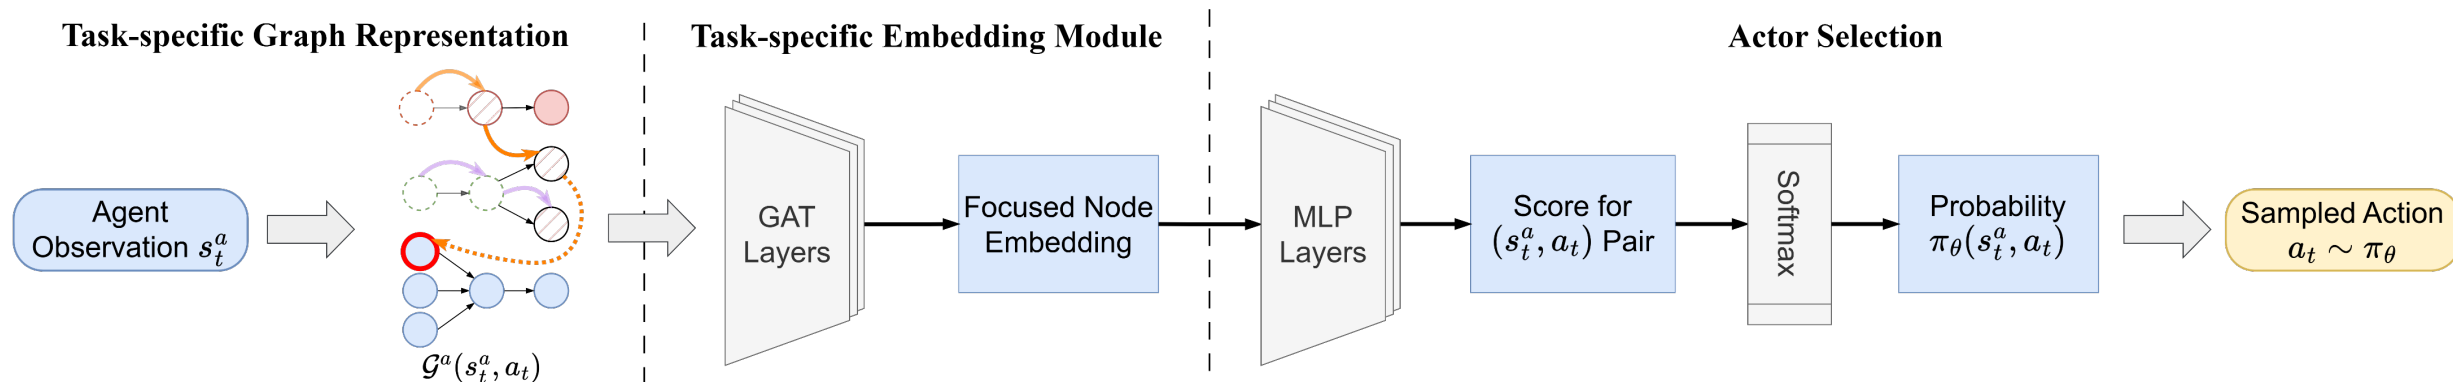 Task-specific Graph Representation
Task-specific Embedding Module
Actor Selection
Agent
Observation $s_t^a$
$\mathcal{G}^a(s_t^a, a_t)$
GAT
Layers
Focused Node
Embedding
MLP
Layers
Score for
$(s_t^a, a_t)$ Pair
Softmax
Probability
$\pi_\theta(s_t^a, a_t)$
Sampled Action
$a_t \sim \pi_\theta$